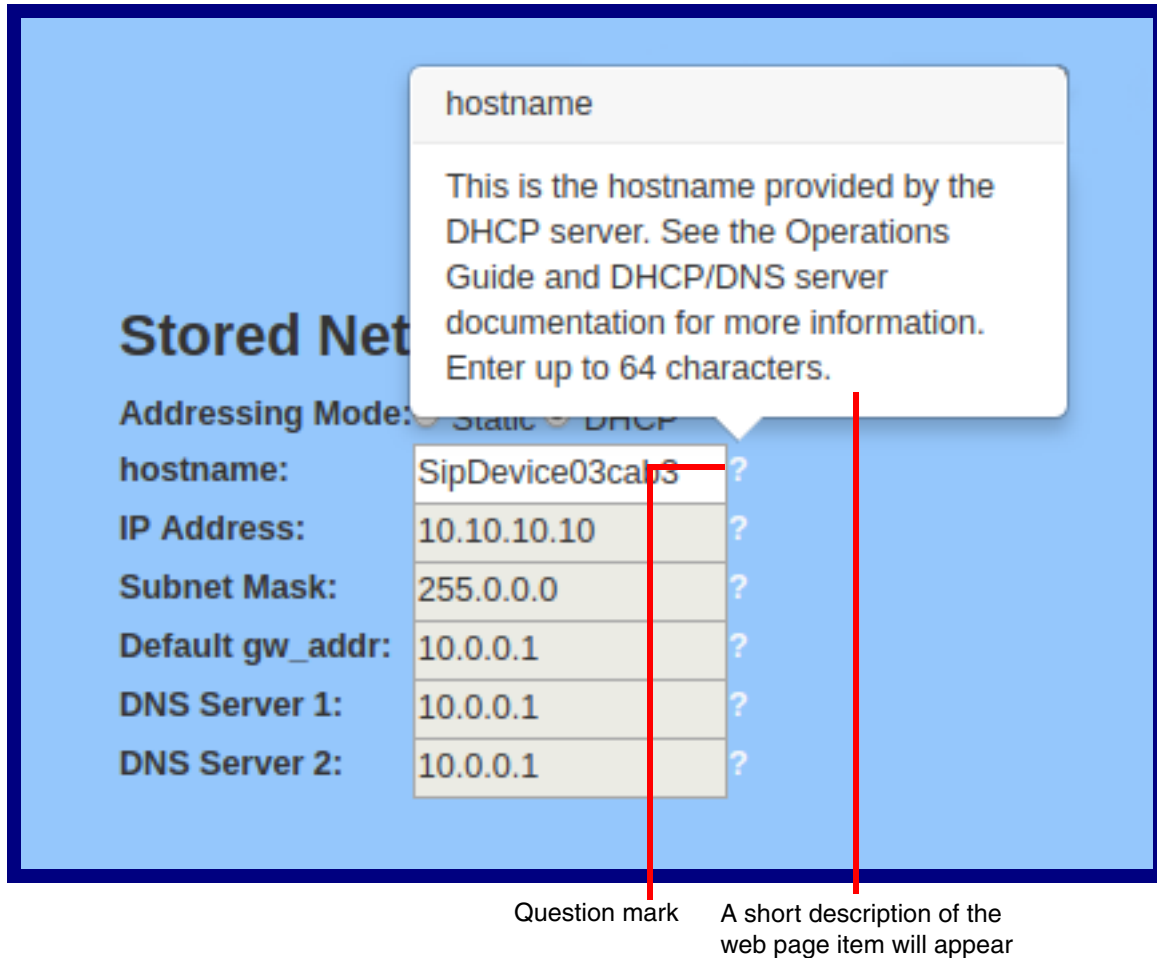 hostname
This is the hostname provided by the
DHCP server. See the Operations
Guide and DHCP/DNS server
documentation for more information.
Enter up to 64 characters.
Stored Net
Addressing Mode: Static DHCP
hostname: SipDevice03cab3 ?
IP Address: 10.10.10.10 ?
Subnet Mask: 255.0.0.0 ?
Default gw_addr: 10.0.0.1 ?
DNS Server 1: 10.0.0.1 ?
DNS Server 2: 10.0.0.1 ?
Question mark
A short description of the
web page item will appear